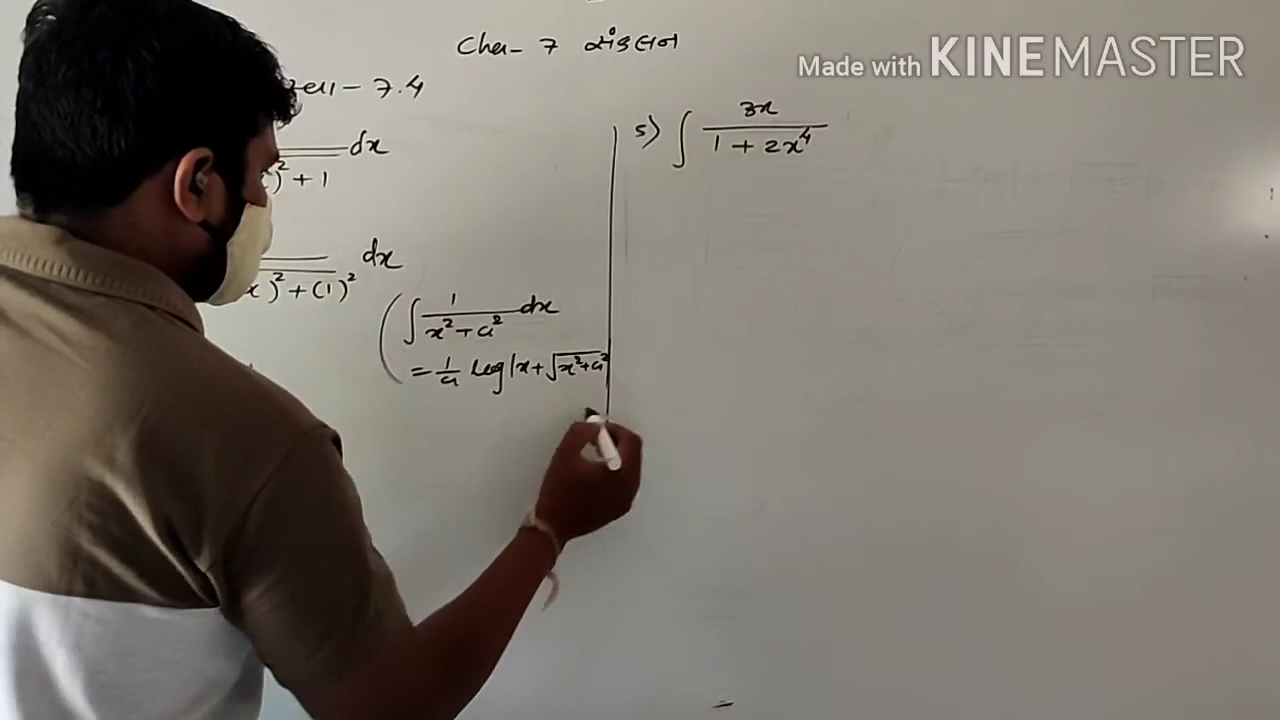 Made with KINEMASTER
Cha- 7 સંકલન
- 7.4
dx
)² + 1
dx
x)² + (1)²
(∫ 1/(x² + a²) dx
= 1/a log|x + √x² + a²
5) ∫ 3x/(1 + 2x⁴)